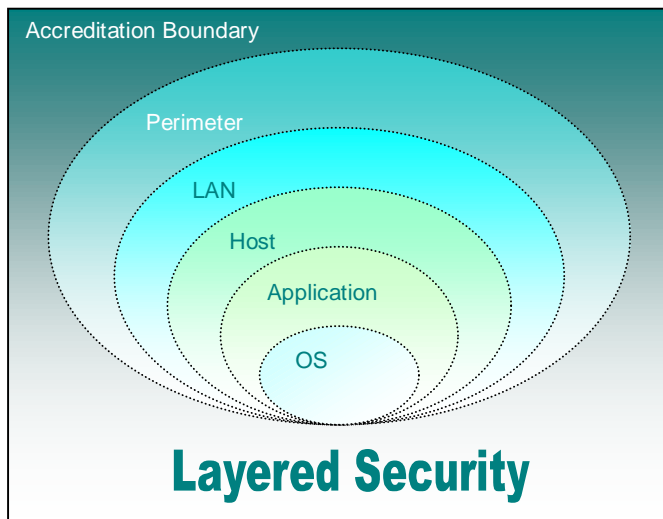 Accreditation Boundary
Perimeter
LAN
Host
Application
OS
Layered Security